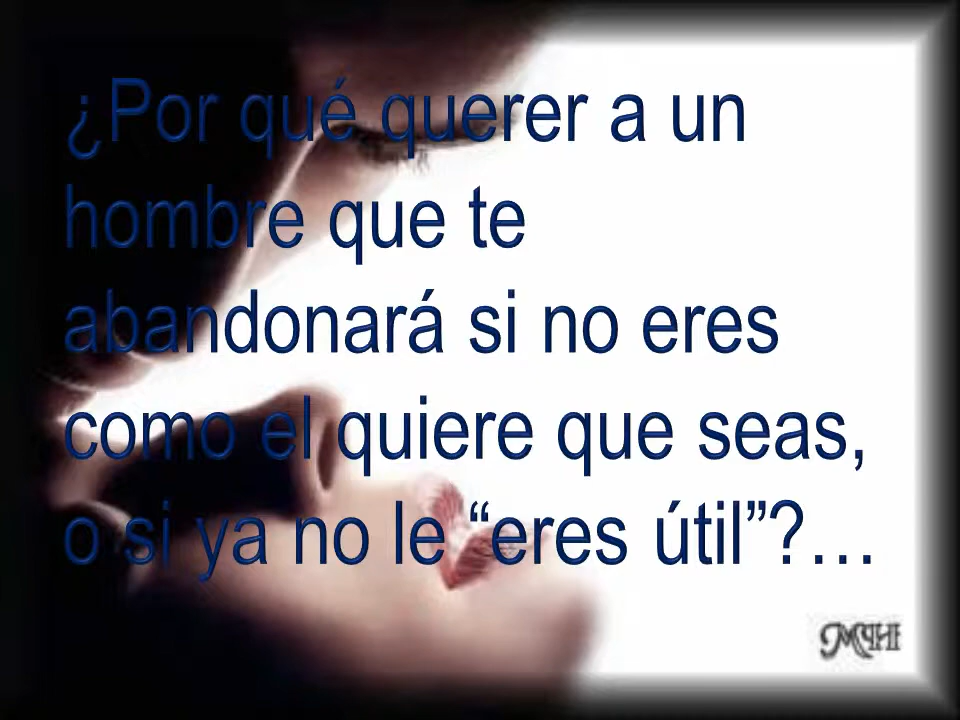 ¿Por qué querer a un
hombre que te
abandonará si no eres
como el quiere que seas,
o si ya no le “eres útil”?…
MCHI